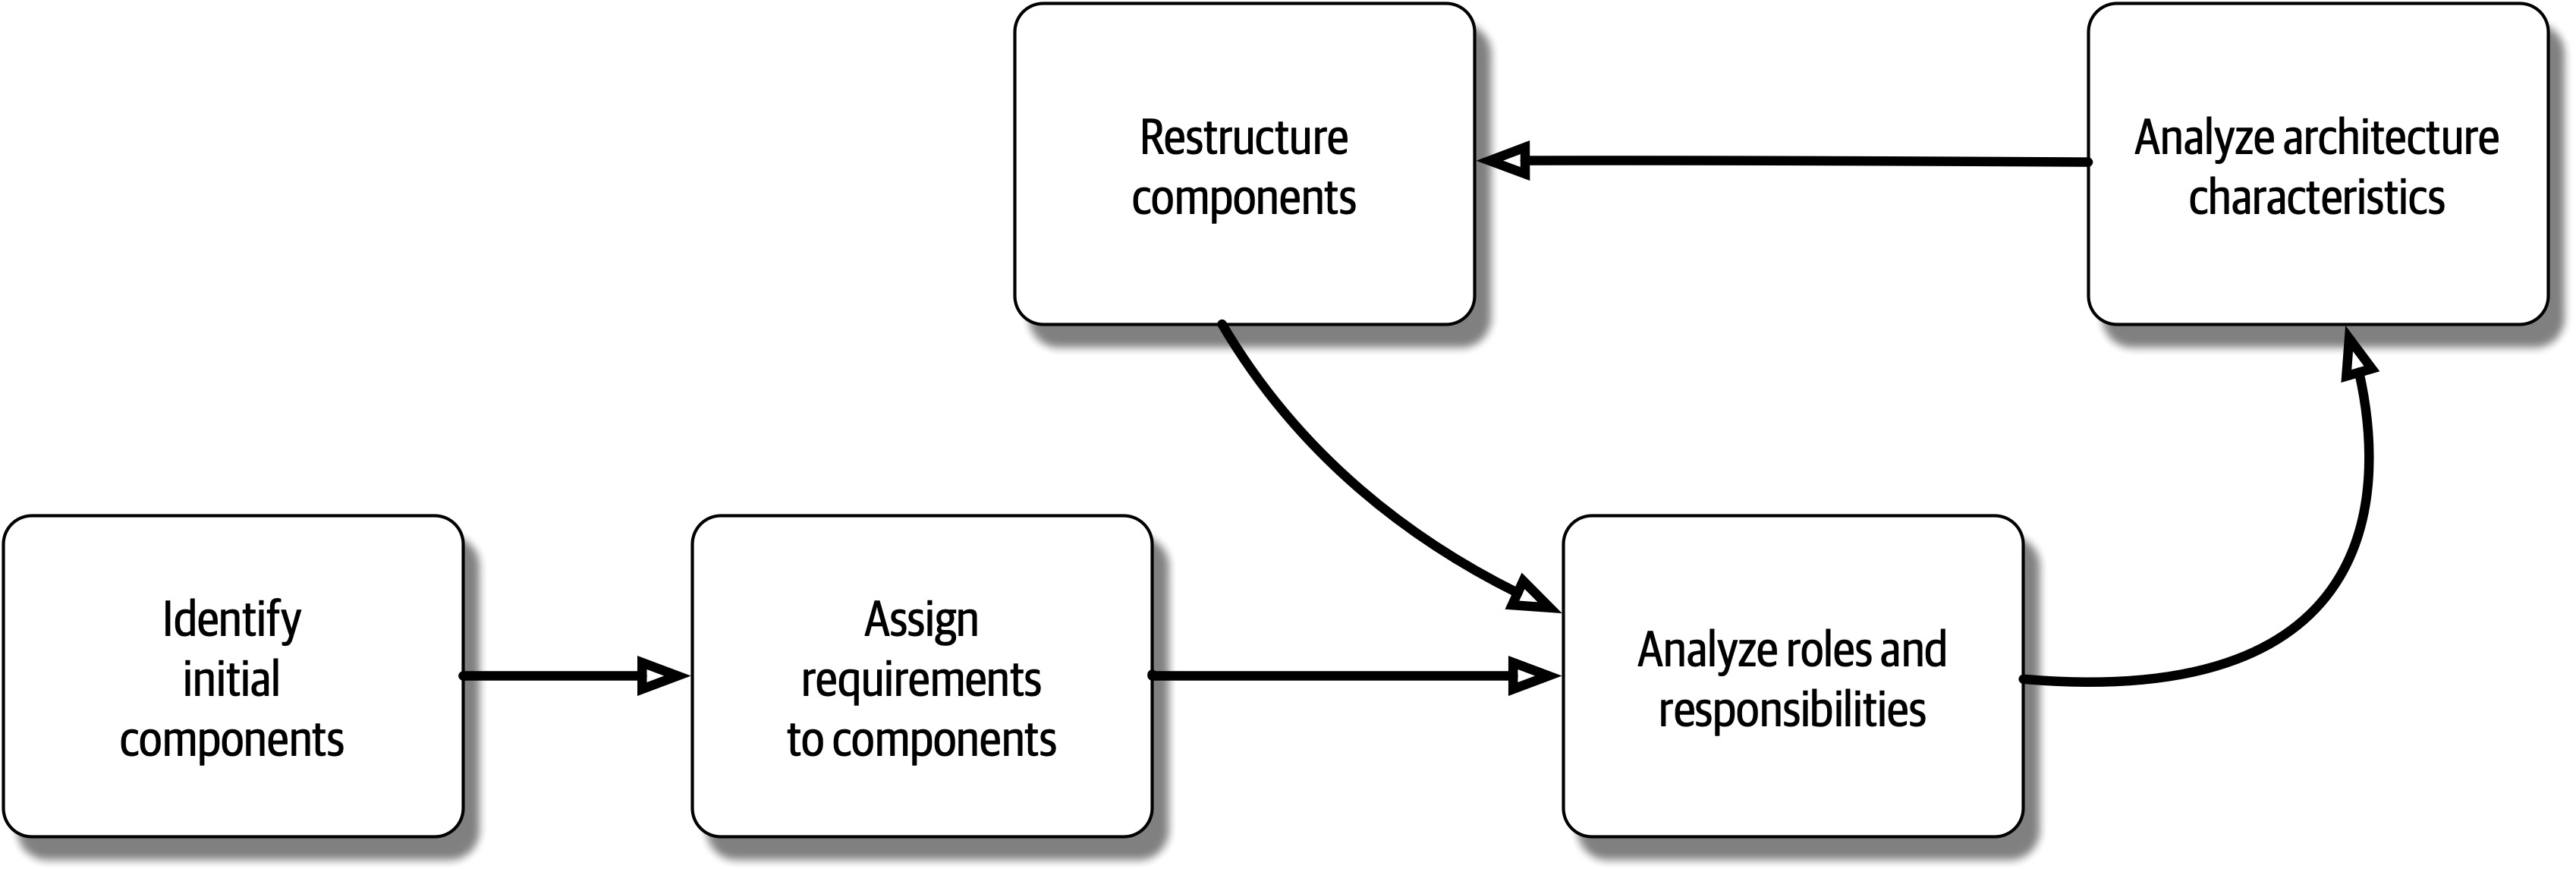 Restructure
components
Analyze architecture
characteristics
Identify
initial
components
Assign
requirements
to components
Analyze roles and
responsibilities